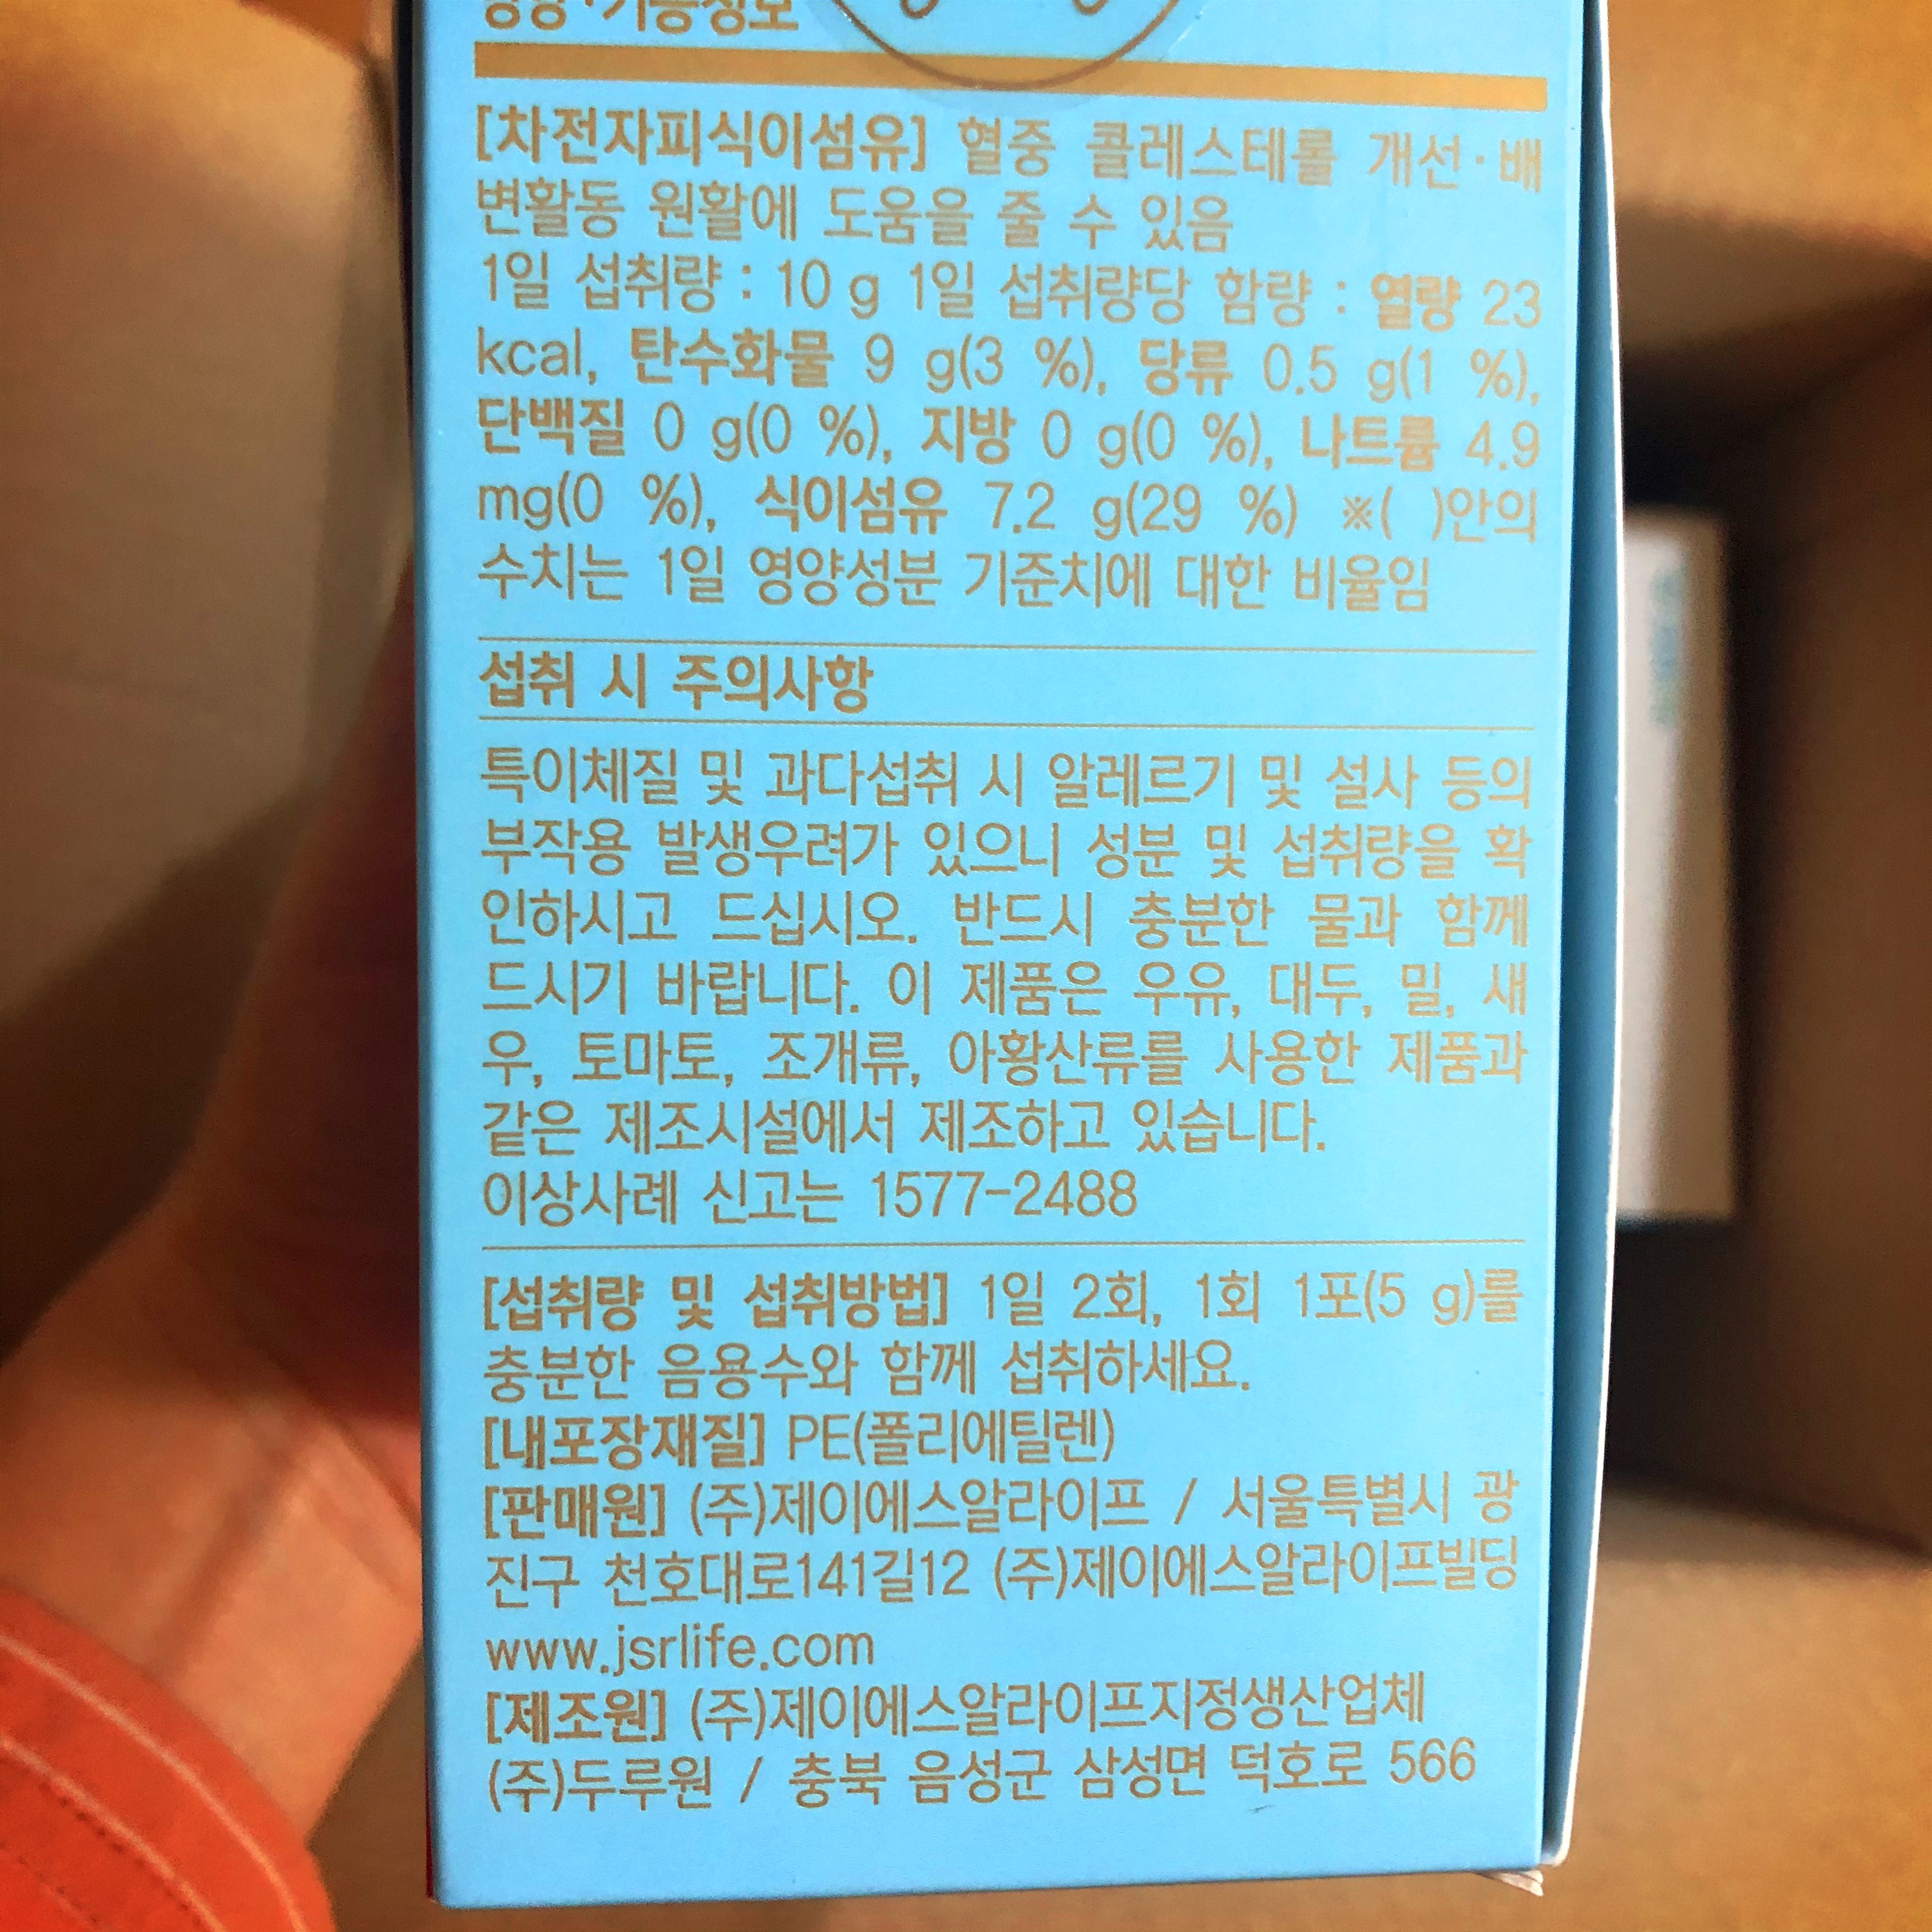 영양·기능정보
[차전자피식이섬유] 혈중 콜레스테롤 개선·배
변활동 원활에 도움을 줄 수 있음
1일 섭취량 : 10 g 1일 섭취량당 함량 : 열량 23
kcal, 탄수화물 9 g(3 %), 당류 0.5 g(1 %),
단백질 0 g(0 %), 지방 0 g(0 %), 나트륨 4.9
mg(0 %), 식이섬유 7.2 g(29 %) ※( )안의
수치는 1일 영양성분 기준치에 대한 비율임
섭취 시 주의사항
특이체질 및 과다섭취 시 알레르기 및 설사 등의
부작용 발생우려가 있으니 성분 및 섭취량을 확
인하시고 드십시오. 반드시 충분한 물과 함께
드시기 바랍니다. 이 제품은 우유, 대두, 밀, 새
우, 토마토, 조개류, 아황산류를 사용한 제품과
같은 제조시설에서 제조하고 있습니다.
이상사례 신고는 1577-2488
[섭취량 및 섭취방법] 1일 2회, 1회 1포(5 g)를
충분한 음용수와 함께 섭취하세요.
[내포장재질] PE(폴리에틸렌)
[판매원] (주)제이에스알라이프 / 서울특별시 광
진구 천호대로141길12 (주)제이에스알라이프빌딩
www.jsrlife.com
[제조원] (주)제이에스알라이프지정생산업체
(주)두루원 / 충북 음성군 삼성면 덕호로 566